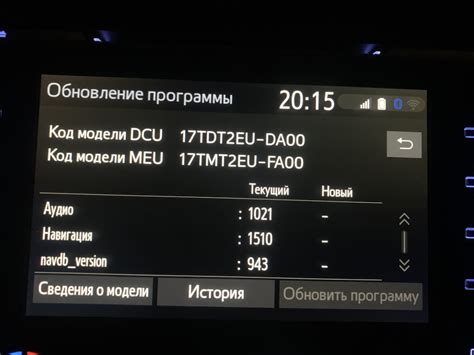 Обновление программы 20:15
Код модели DCU 17TDT2EU-DA00
Код модели MEU 17TMT2EU-FA00
Текущий Новый
Аудио : 1021 –
Навигация : 1510 –
navdb_version : 943 –
Сведения о модели История Обновить программу